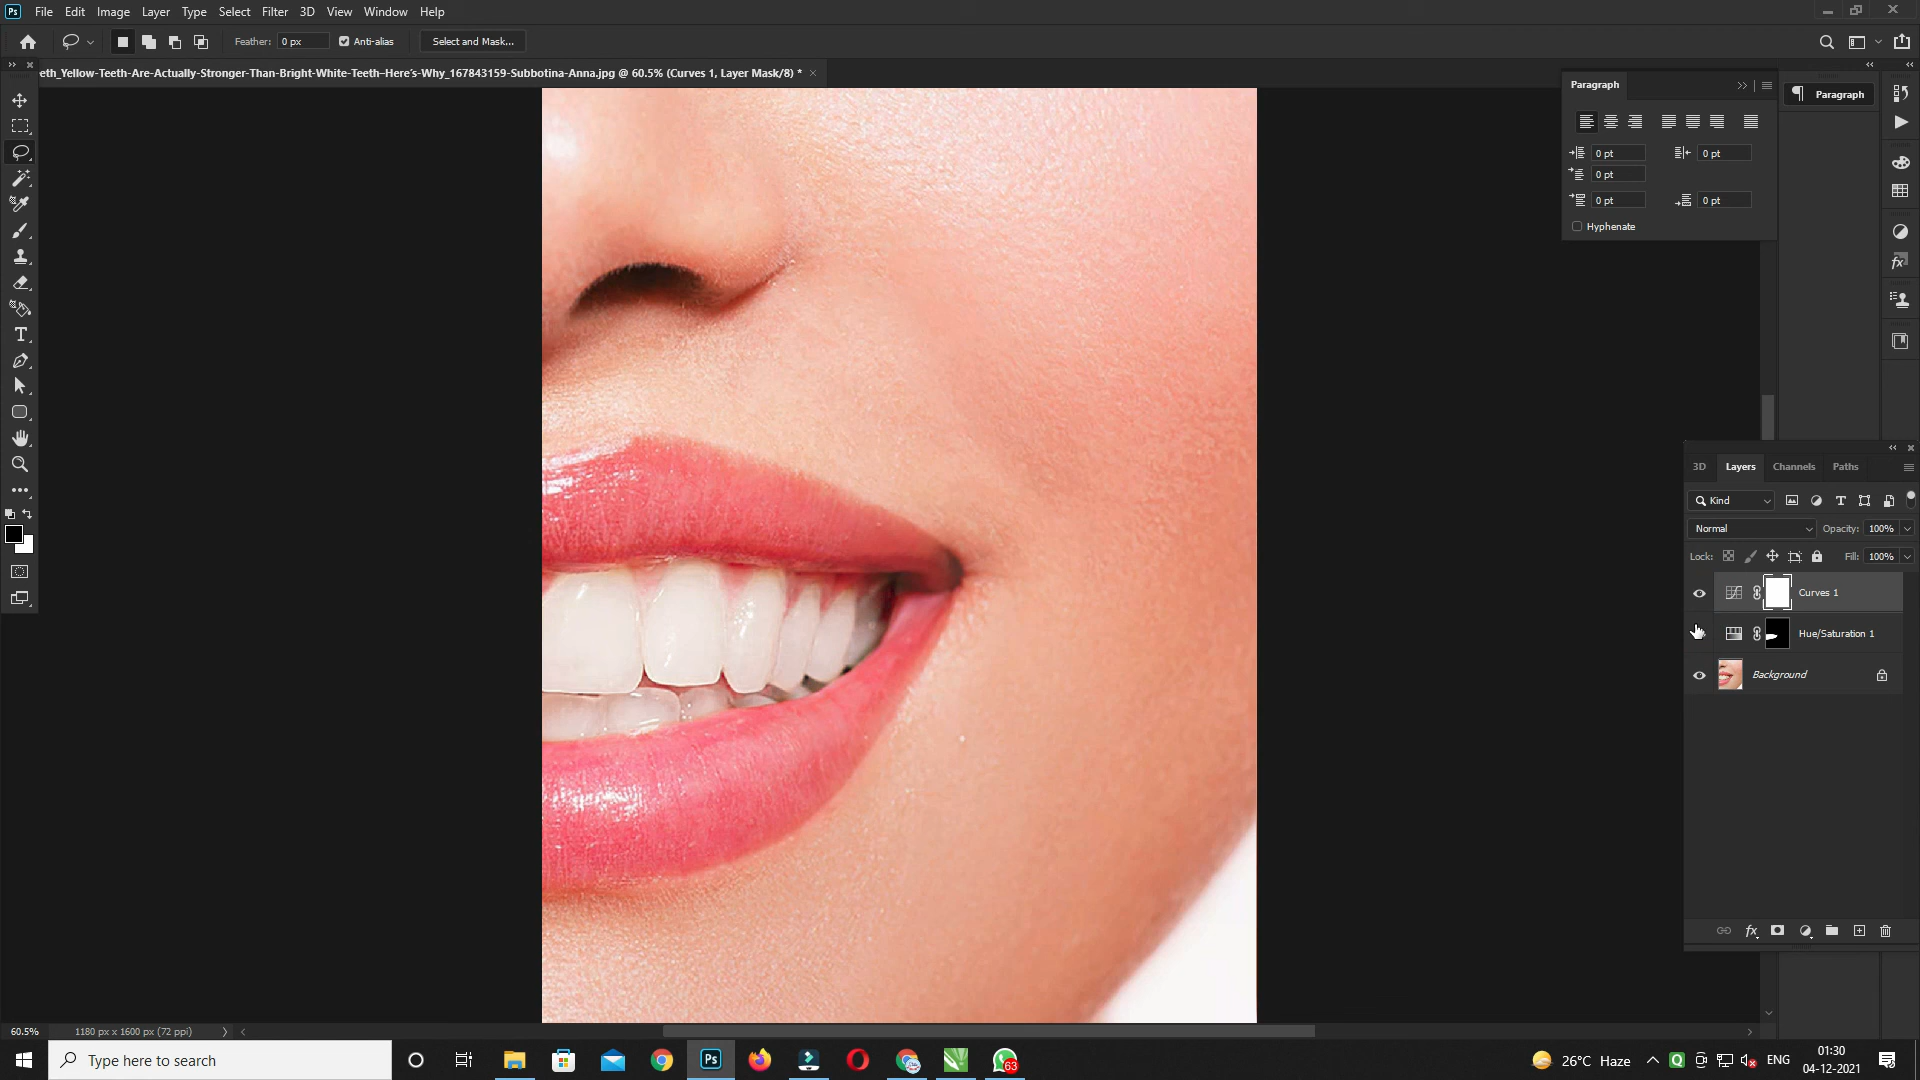 Ps File Edit Image Layer Type Select Filter 3D View Window Help
Feather: 0 px Anti-alias Select and Mask...
eth_Yellow-Teeth-Are-Actually-Stronger-Than-Bright-White-Teeth-Here's-Why_167843159-Subbotina-Anna.jpg @ 60.5% (Curves 1, Layer Mask/8) *
Paragraph
Paragraph
0 pt 0 pt
0 pt
0 pt 0 pt
Hyphenate
3D Layers Channels Paths
Kind
Normal Opacity: 100%
Lock: Fill: 100%
Curves 1
Hue/Saturation 1
Background
fx
60.5% 1180 px x 1600 px (72 ppi)
Type here to search
Ps
63
26°C Haze
ENG
01:30
04-12-2021